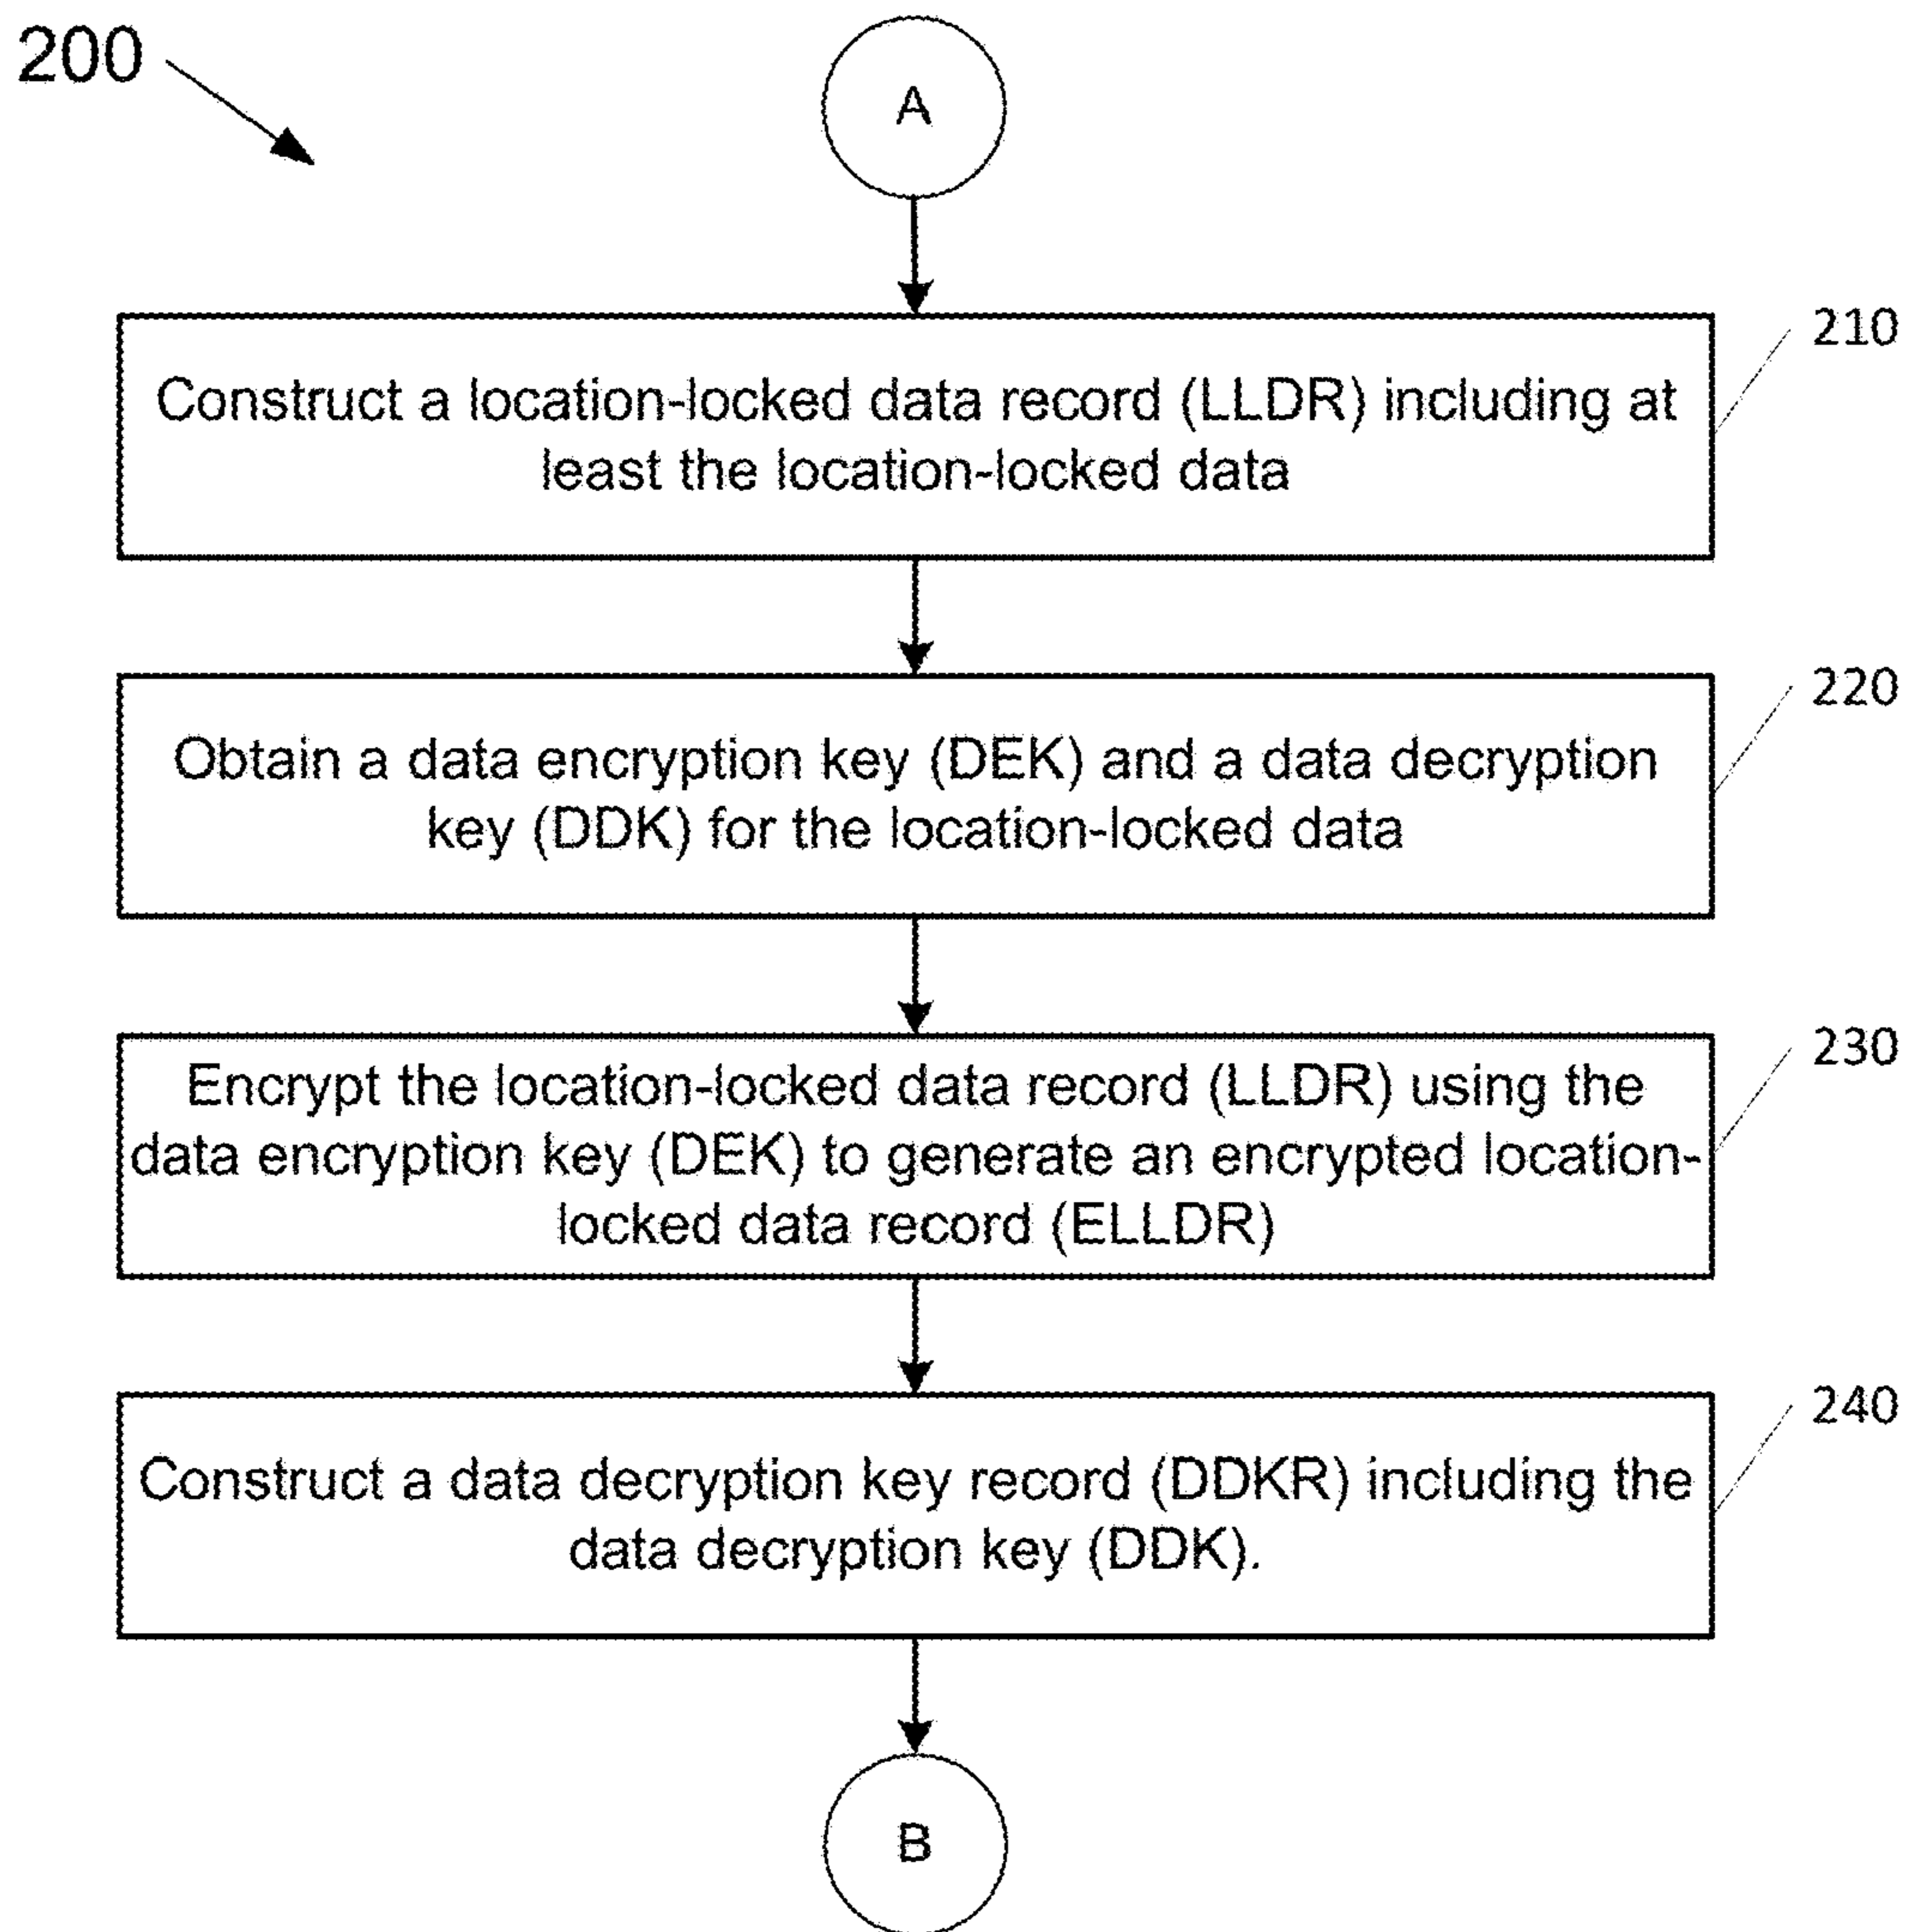 200
A
210
Construct a location-locked data record (LLDR) including at
least the location-locked data
220
Obtain a data encryption key (DEK) and a data decryption
key (DDK) for the location-locked data
230
Encrypt the location-locked data record (LLDR) using the
data encryption key (DEK) to generate an encrypted location-
locked data record (ELLDR)
240
Construct a data decryption key record (DDKR) including the
data decryption key (DDK).
B